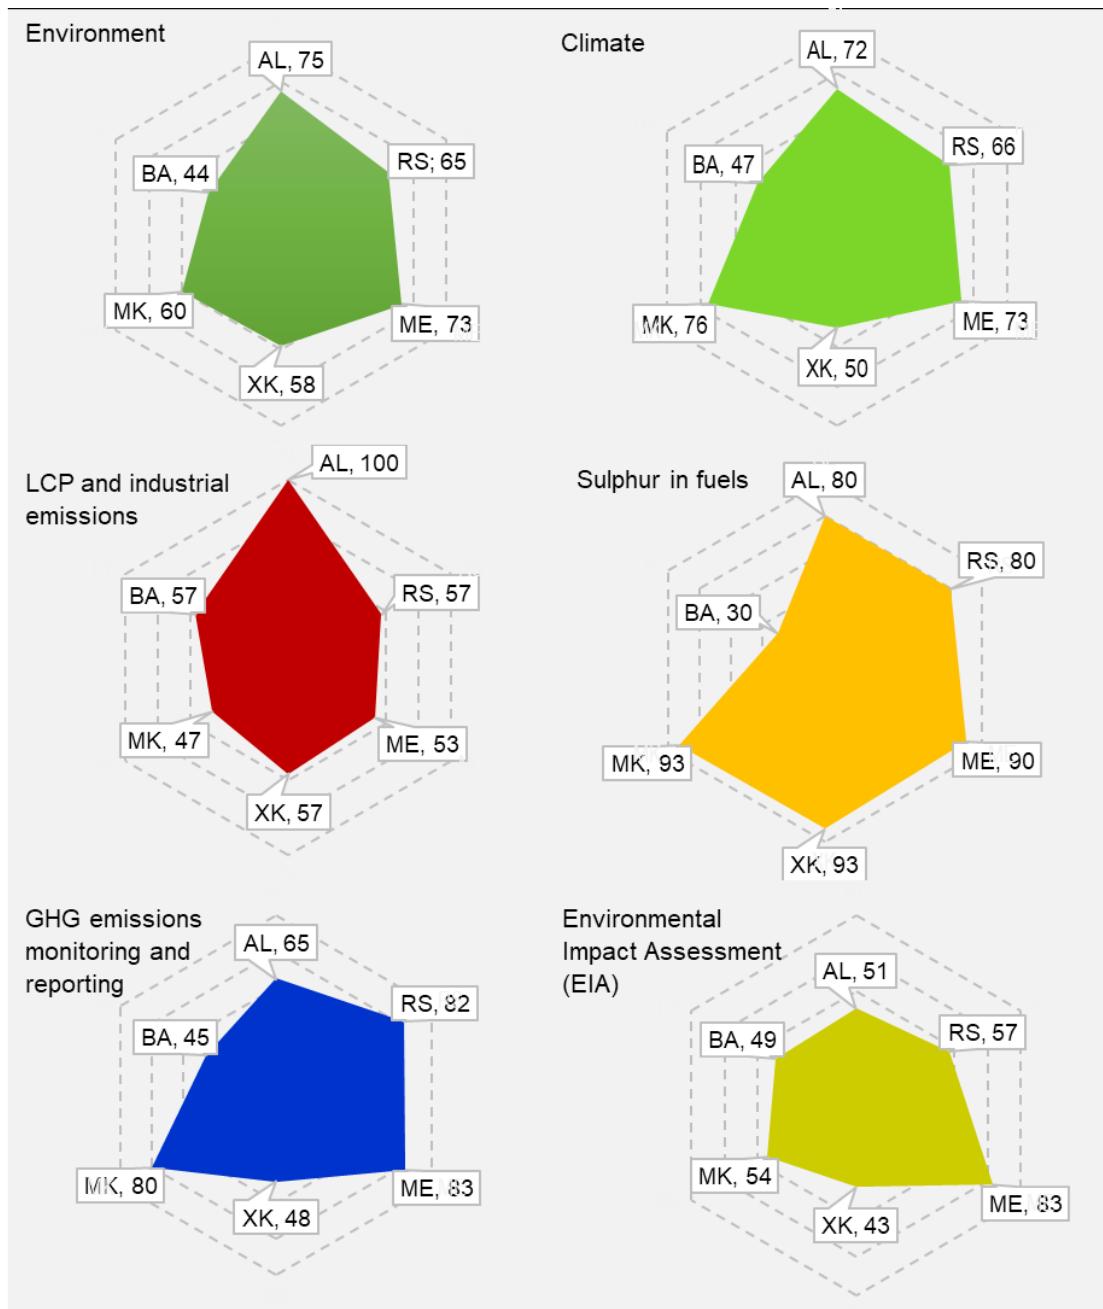 Environment
AL, 75
RS; 65
BA, 44
MK, 60
ME, 73
XK, 58
Climate
AL, 72
RS, 66
BA, 47
MK, 76
ME, 73
XK, 50
LCP and industrial
emissions
AL, 100
BA, 57
RS, 57
MK, 47
ME, 53
XK, 57
Sulphur in fuels
AL, 80
RS, 80
BA, 30
MK, 93
ME, 90
XK, 93
GHG emissions
monitoring and
reporting
AL, 65
RS, 82
BA, 45
MK, 80
ME, 83
XK, 48
Environmental
Impact Assessment
(EIA)
AL, 51
RS, 57
BA, 49
MK, 54
ME, 83
XK, 43